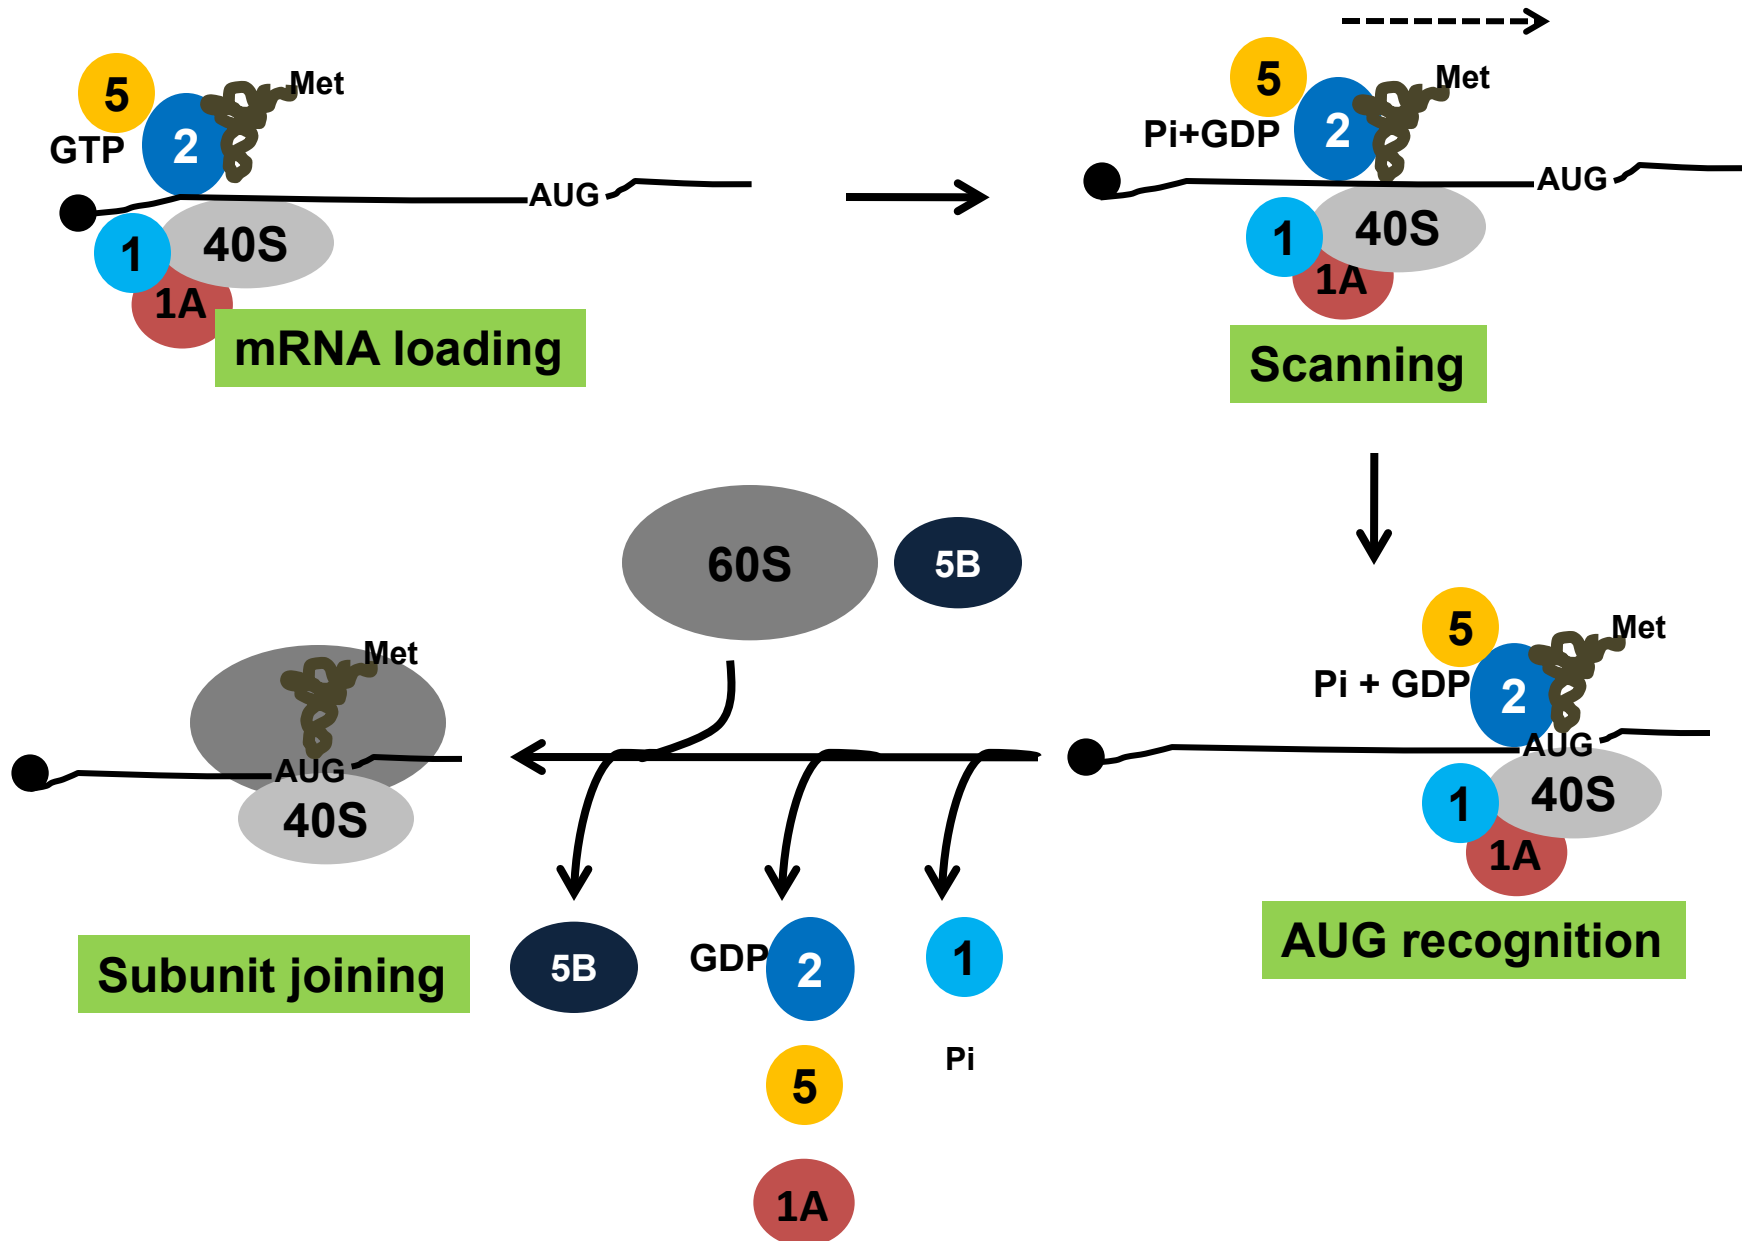 5
Met
2
GTP
AUG
1
40S
1A
mRNA loading
5
Met
2
Pi+GDP
AUG
1
40S
1A
Scanning
60S
5B
5
Met
Pi + GDP
2
AUG
1
40S
1A
AUG recognition
Met
AUG
40S
Subunit joining
5B
GDP
2
1
5
Pi
1A